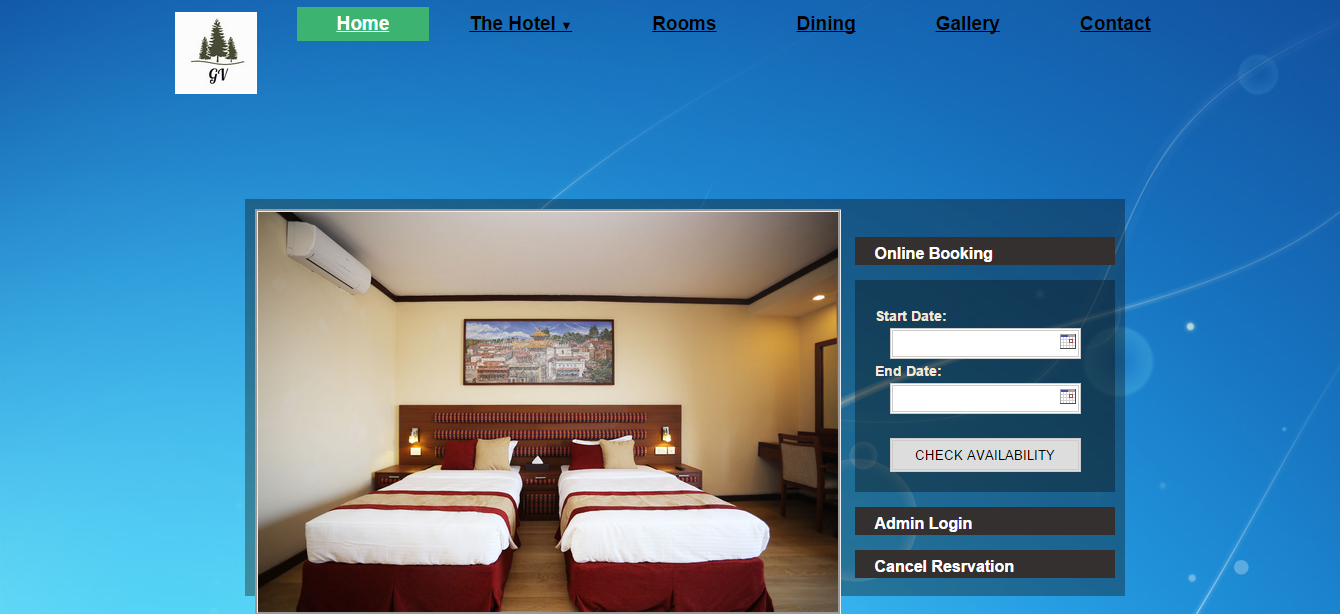 GV
Home
The Hotel ▼
Rooms
Dining
Gallery
Contact
Online Booking
Start Date:
End Date:
CHECK AVAILABILITY
Admin Login
Cancel Resrvation